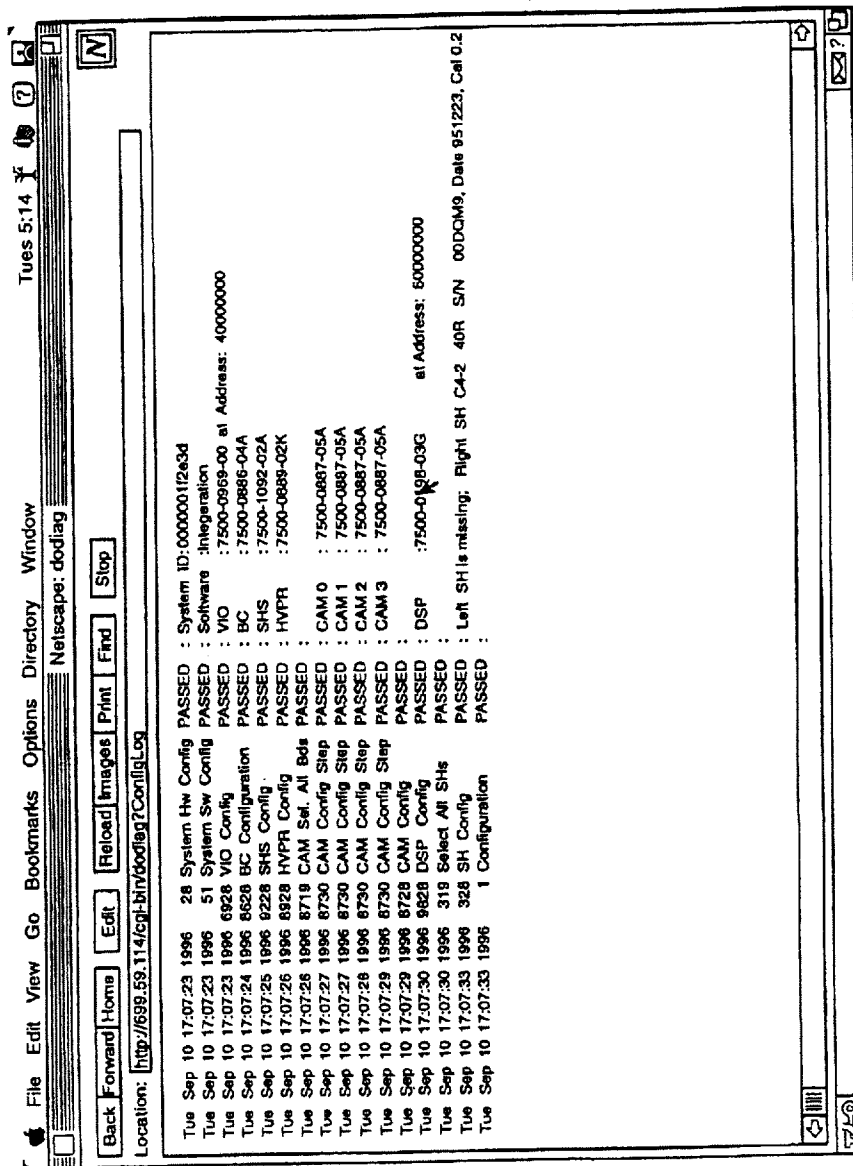 File Edit View Go Bookmarks Options Directory Window Tues 5:14
Netscape: dodiag
Back Forward Home Edit Reload Images Print Find Stop
N
Location: http://699.59.114/cgi-bin/dodiag?ConfigLog
Tue Sep 10 17:07:23 1996 28 System Hw Config PASSED : System ID:0000001f2e3d
Tue Sep 10 17:07:23 1996 51 System Sw Config PASSED : Software :Integeration
Tue Sep 10 17:07:23 1996 6928 VIO Config PASSED : VIO :7500-0969-00 at Address: 40000000
Tue Sep 10 17:07:24 1996 8628 BC Configuration PASSED : BC :7500-0886-04A
Tue Sep 10 17:07:25 1996 9228 SHS Config PASSED : SHS :7500-1092-02A
Tue Sep 10 17:07:26 1996 8928 HVPR Config PASSED : HVPR :7500-0889-02K
Tue Sep 10 17:07:26 1996 8719 CAM Sel. All Bds PASSED :
Tue Sep 10 17:07:27 1996 8730 CAM Config Step PASSED : CAM 0 : 7500-0887-05A
Tue Sep 10 17:07:27 1996 8730 CAM Config Step PASSED : CAM 1 : 7500-0887-05A
Tue Sep 10 17:07:28 1996 8730 CAM Config Step PASSED : CAM 2 : 7500-0887-05A
Tue Sep 10 17:07:29 1996 8730 CAM Config Step PASSED : CAM 3 : 7500-0887-05A
Tue Sep 10 17:07:29 1996 8728 CAM Config PASSED :
Tue Sep 10 17:07:30 1996 9828 DSP Config PASSED : DSP :7500-0198-03G at Address: 60000000
Tue Sep 10 17:07:30 1996 319 Select All SHs PASSED :
Tue Sep 10 17:07:33 1996 328 SH Config PASSED : Left SH is missing; Right SH C4-2 40R S/N 00DQM9, Date 951223, Cal 0.2
Tue Sep 10 17:07:33 1996 1 Configuration PASSED :
?